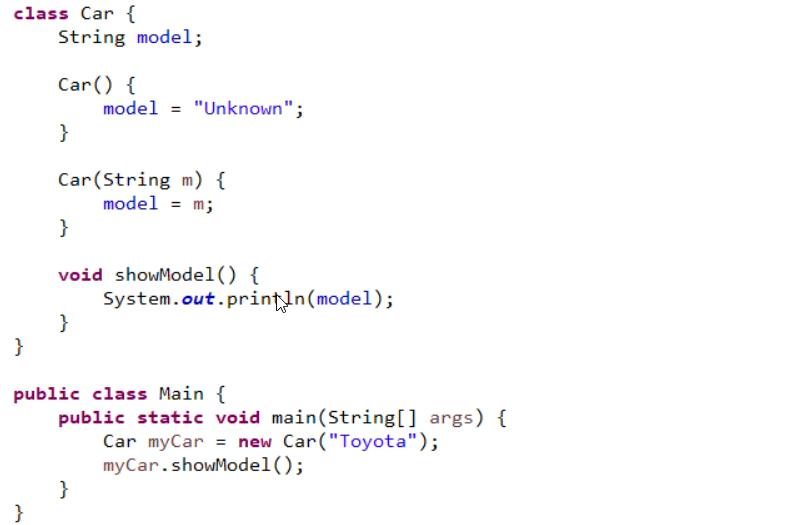 class Car {
    String model;

    Car() {
        model = "Unknown";
    }

    Car(String m) {
        model = m;
    }

    void showModel() {
        System.out.println(model);
    }
}

public class Main {
    public static void main(String[] args) {
        Car myCar = new Car("Toyota");
        myCar.showModel();
    }
}